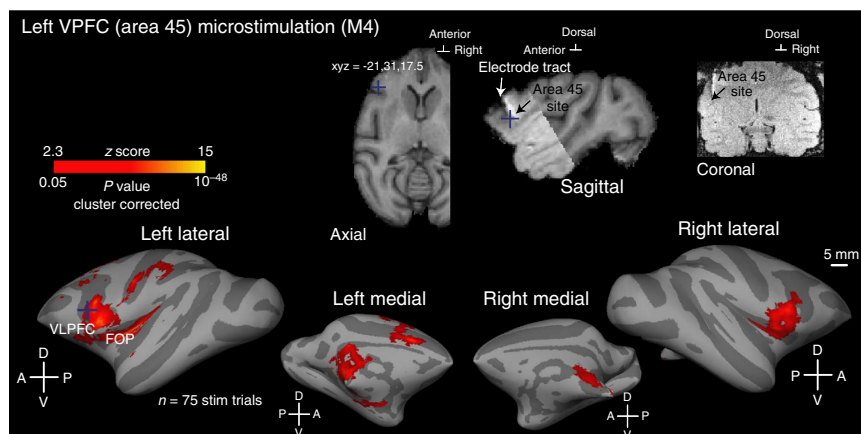 Left VPFC (area 45) microstimulation (M4)
Anterior
Right
xyz = -21,31,17.5
Dorsal
Anterior
Electrode tract
Area 45
site
Dorsal
Right
Area 45
site
2.3 z score 15
0.05 P value 10–48
cluster corrected
Axial
Sagittal
Coronal
Left lateral
Right lateral
5 mm
Left medial
Right medial
VLPFC
FOP
D
A P
V
n = 75 stim trials
D
P A
V
D
P A
V
D
P A
V